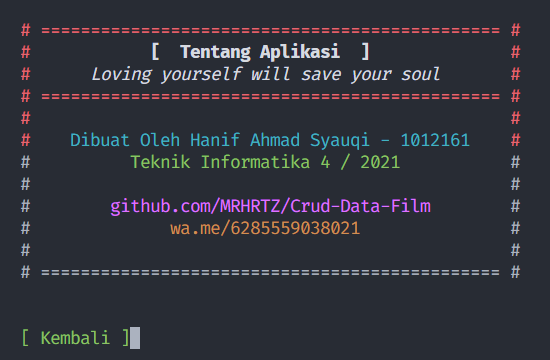 # ============================================== #
# [ Tentang Aplikasi ] #
# Loving yourself will save your soul #
# ============================================== #
# #
# Dibuat Oleh Hanif Ahmad Syauqi - 1012161 #
# Teknik Informatika 4 / 2021 #
# #
# github.com/MRHRTZ/Crud-Data-Film #
# wa.me/6285559038021 #
# #
# ============================================== #
[ Kembali ]